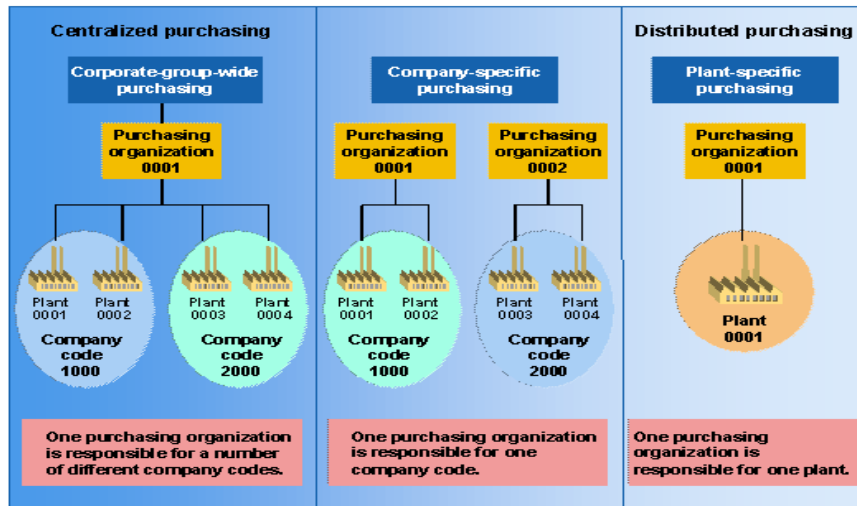 Centralized purchasing
Corporate-group-wide
purchasing
Purchasing
organization
0001
Plant
0001
Plant
0002
Company
code
1000
Plant
0003
Plant
0004
Company
code
2000
One purchasing organization
is responsible for a number
of different company codes.
Company-specific
purchasing
Purchasing
organization
0001
Purchasing
organization
0002
Plant
0001
Plant
0002
Company
code
1000
Plant
0003
Plant
0004
Company
code
2000
One purchasing organization
is responsible for one
company code.
Distributed purchasing
Plant-specific
purchasing
Purchasing
organization
0001
Plant
0001
One purchasing
organization is
responsible for one plant.